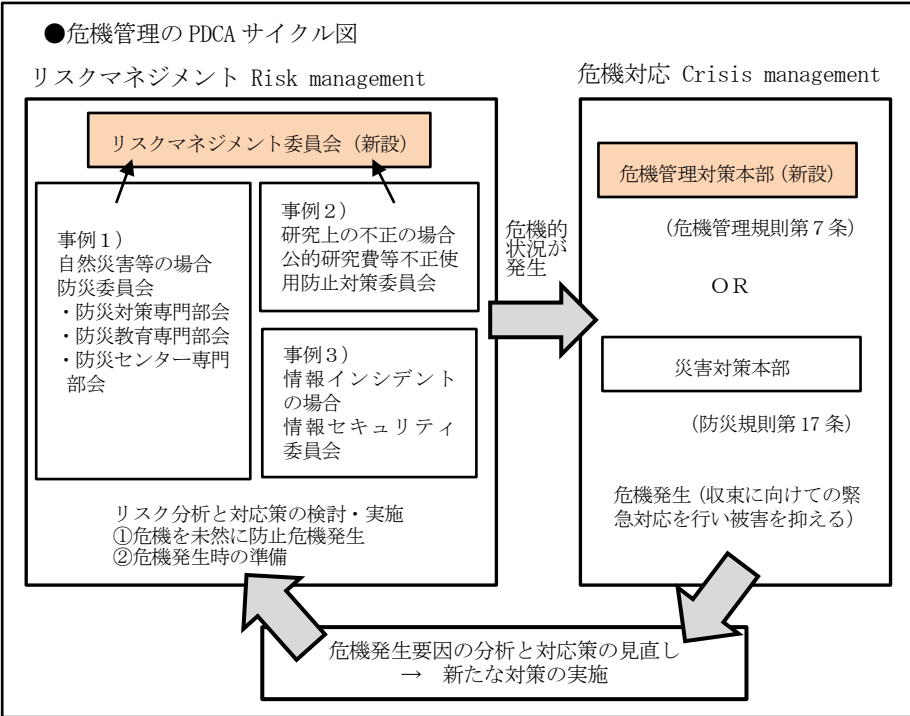 ●危機管理の PDCA サイクル図
リスクマネジメント Risk management
リスクマネジメント委員会（新設）
事例１）
自然災害等の場合
防災委員会
・防災対策専門部会
・防災教育専門部会
・防災センター専門
部会
事例２）
研究上の不正の場合
公的研究費等不正使
用防止対策委員会
事例３）
情報インシデント
の場合
情報セキュリティ
委員会
リスク分析と対応策の検討・実施
①危機を未然に防止危機発生
②危機発生時の準備
危機的
状況が
発生
危機対応 Crisis management
危機管理対策本部（新設）
（危機管理規則第７条）
ＯＲ
災害対策本部
（防災規則第 17 条）
危機発生（収束に向けての緊
急対応を行い被害を抑える）
危機発生要因の分析と対応策の見直し
→　新たな対策の実施